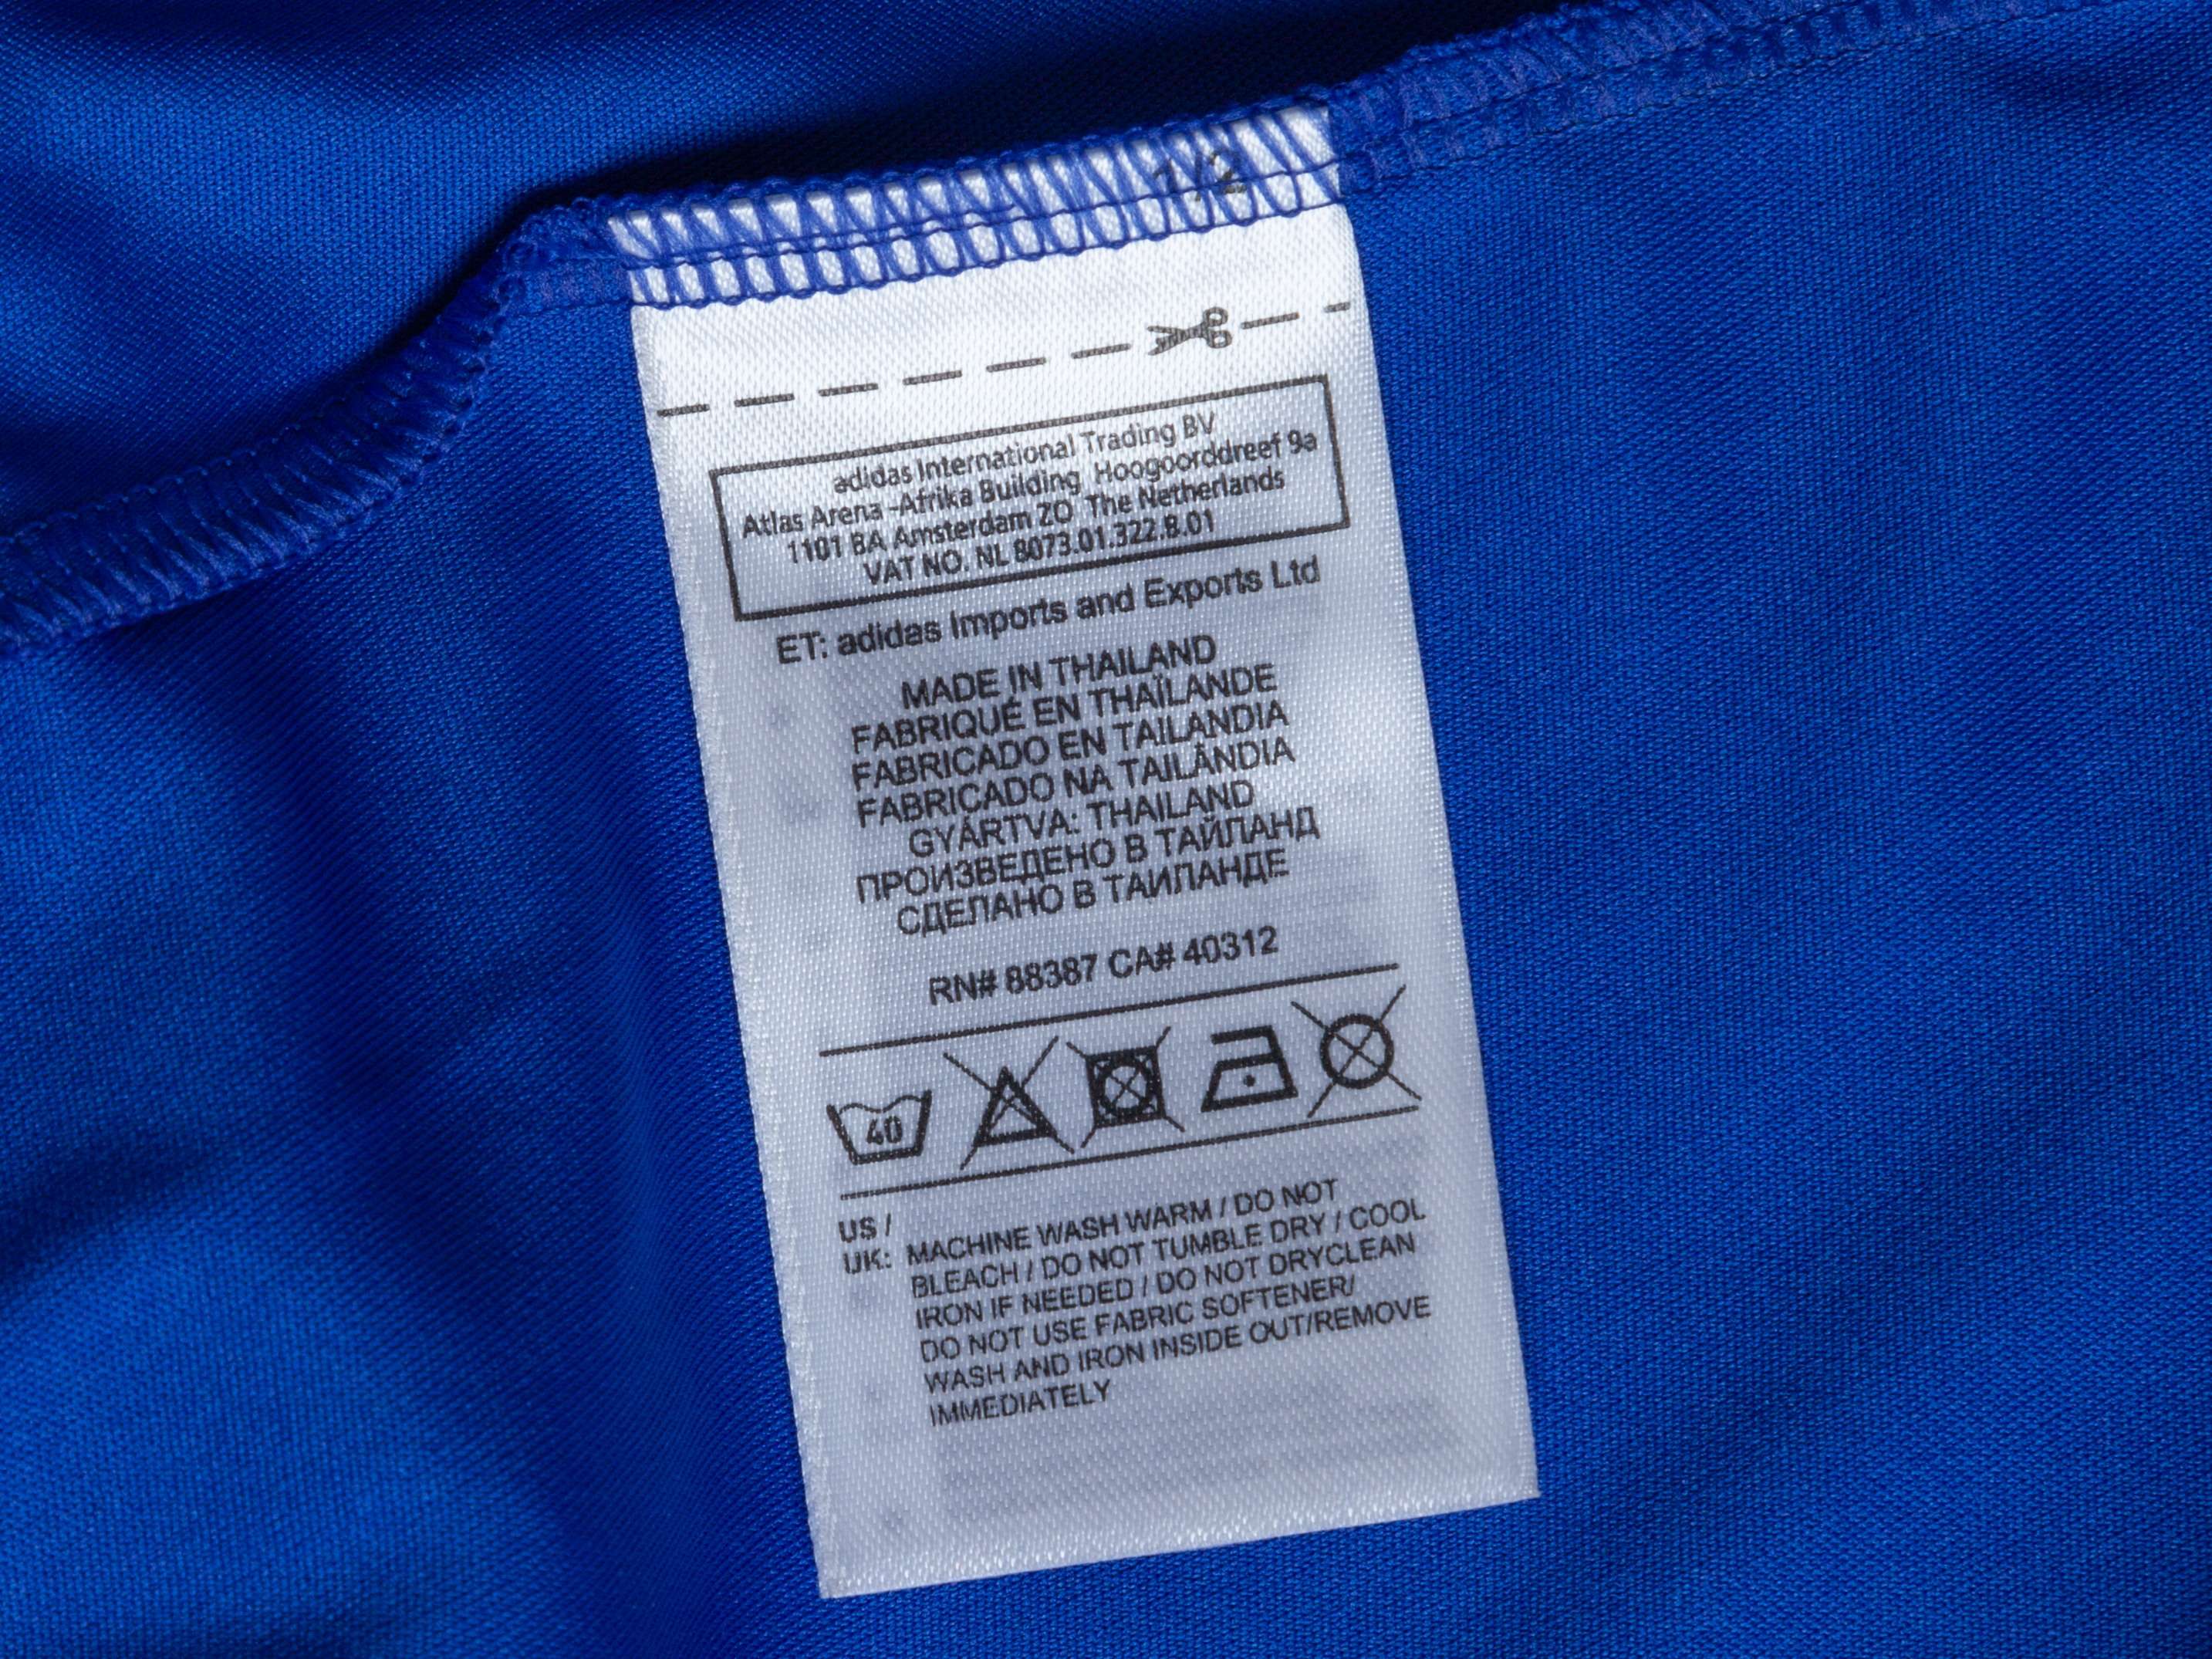 1/2
adidas International Trading BV
Atlas Arena -Afrika Building Hoogoorddreef 9a
1101 BA Amsterdam ZO The Netherlands
VAT NO. NL 8073.01.322.B.01
ET: adidas Imports and Exports Ltd
MADE IN THAILAND
FABRIQUÉ EN THAÏLANDE
FABRICADO EN TAILANDIA
FABRICADO NA TAILÂNDIA
GYÁRTVA: THAILAND
ПРОИЗВЕДЕНО В ТАЙЛАНД
СДЕЛАНО В ТАИЛАНДЕ
RN# 88387 CA# 40312
40
US /
UK: MACHINE WASH WARM / DO NOT
BLEACH / DO NOT TUMBLE DRY / COOL
IRON IF NEEDED / DO NOT DRYCLEAN
DO NOT USE FABRIC SOFTENER/
WASH AND IRON INSIDE OUT/REMOVE
IMMEDIATELY